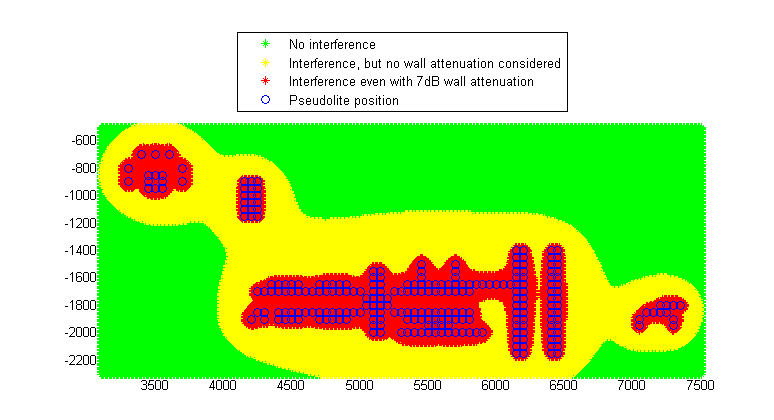 No interference
Interference, but no wall attenuation considered
Interference even with 7dB wall attenuation
Pseudolite position
-600
-800
-1000
-1200
-1400
-1600
-1800
-2000
-2200
3500 4000 4500 5000 5500 6000 6500 7000 7500